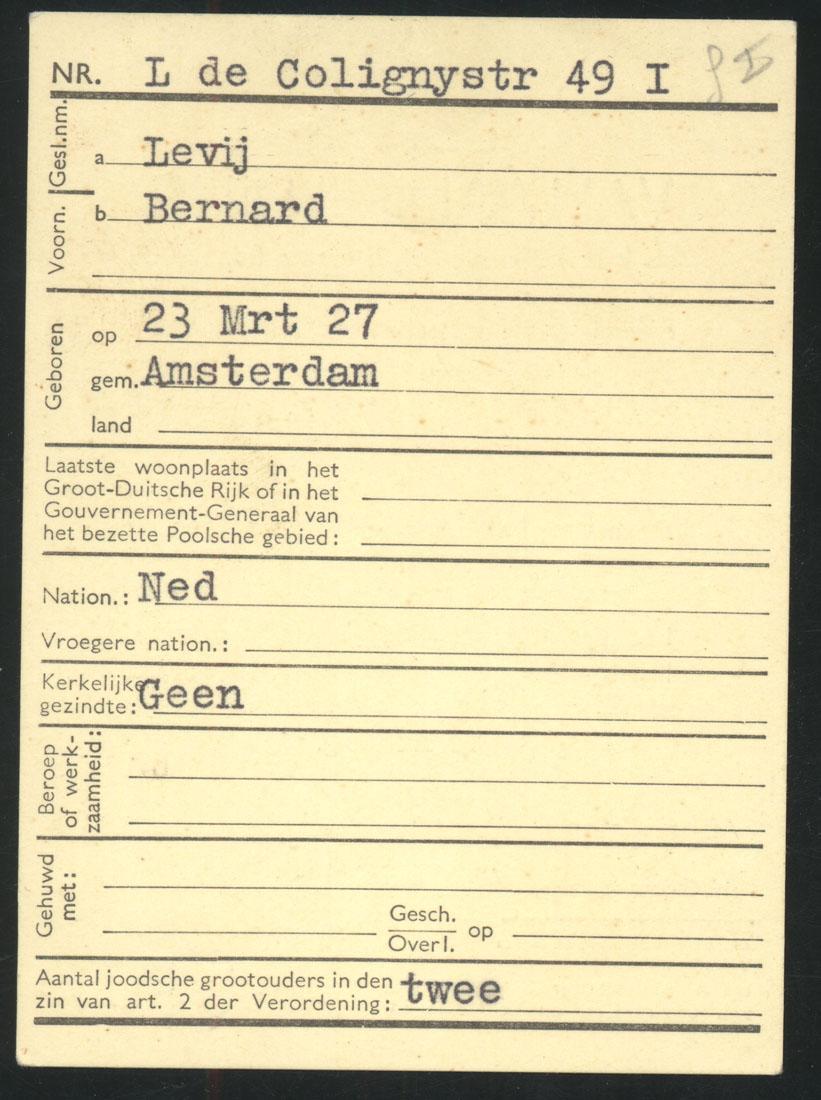 NR. L de Colignystr 49 I
Gesl.nm. a Levij
Voorn. b Bernard
Geboren
op 23 Mrt 27
gem. Amsterdam
land
Laatste woonplaats in het
Groot-Duitsche Rijk of in het
Gouvernement-Generaal van
het bezette Poolsche gebied:
Nation.: Ned
Vroegere nation.:
Kerkelijke
gezindte: Geen
Beroep
of werk-
zaamheid:
Gehuwd
met:
Gesch.
Overl. op
Aantal joodsche grootouders in den
zin van art. 2 der Verordening: twee